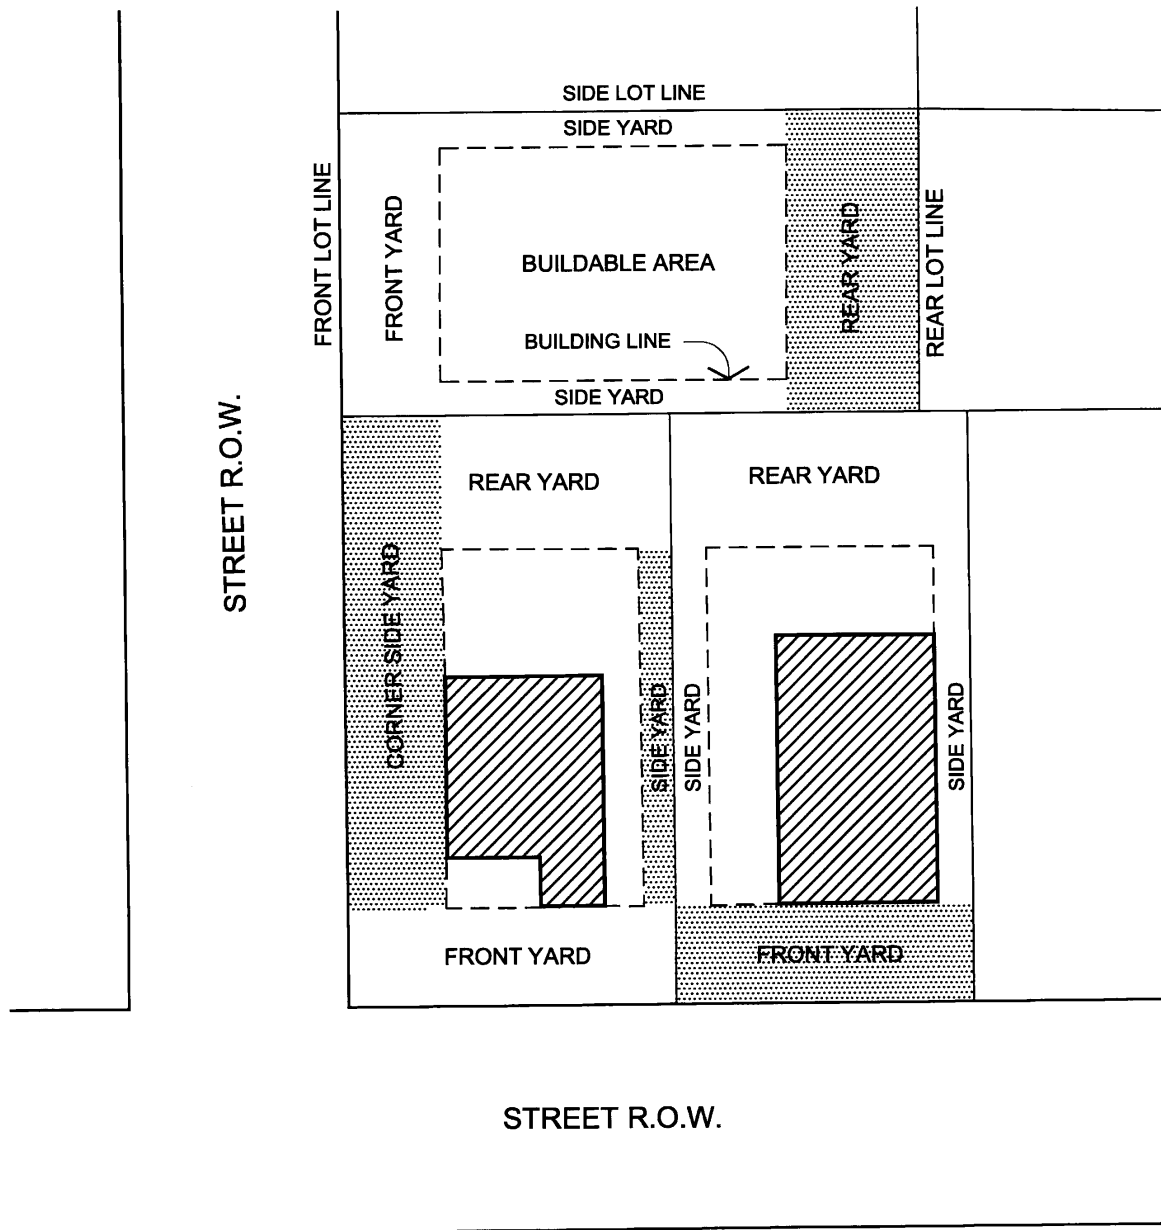 SIDE LOT LINE
SIDE YARD
FRONT LOT LINE
FRONT YARD
BUILDABLE AREA
REAR YARD
REAR LOT LINE
BUILDING LINE
SIDE YARD
STREET R.O.W.
REAR YARD
REAR YARD
CORNER SIDE YARD
SIDE YARD
SIDE YARD
SIDE YARD
FRONT YARD
FRONT YARD
STREET R.O.W.